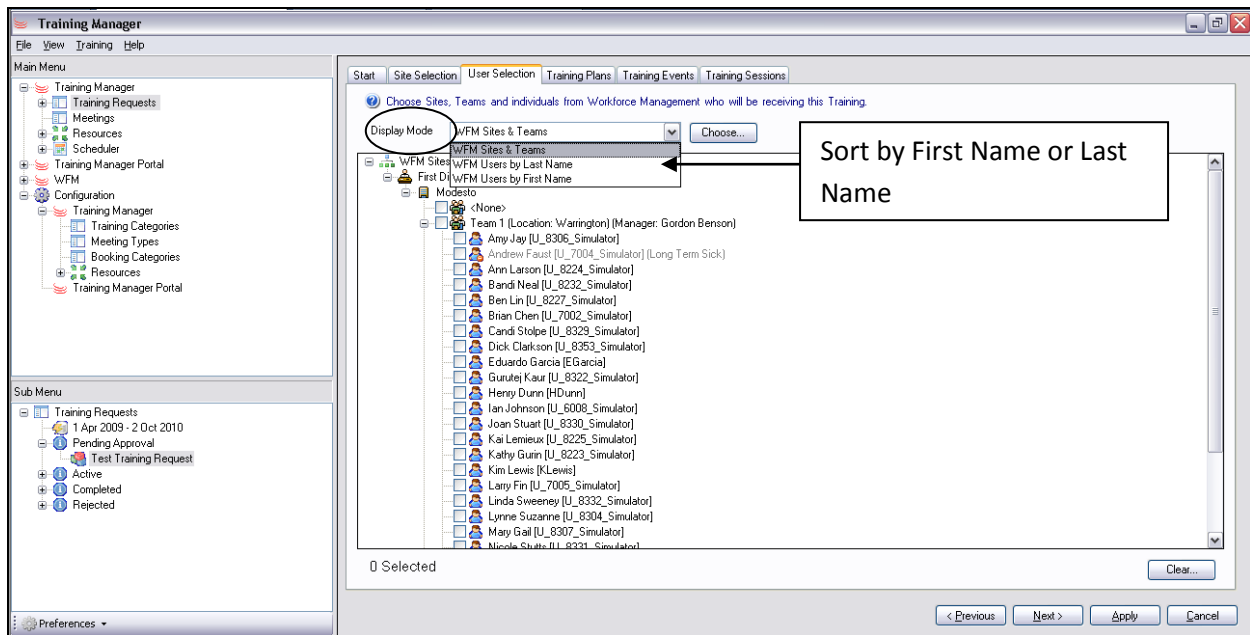 Training Manager
File View Training Help
Main Menu
Training Manager
Training Requests
Meetings
Resources
Scheduler
Training Manager Portal
WFM
Configuration
Training Manager
Training Categories
Meeting Types
Booking Categories
Resources
Training Manager Portal
Sub Menu
Training Requests
1 Apr 2009 - 2 Oct 2010
Pending Approval
Test Training Request
Active
Completed
Rejected
Preferences
Start Site Selection User Selection Training Plans Training Events Training Sessions
Choose Sites, Teams and individuals from Workforce Management who will be receiving this Training.
Display Mode WFM Sites & Teams Choose...
WFM Sites & Teams
WFM Users by Last Name
WFM Users by First Name
Sort by First Name or Last
Name
WFM Sites
First Di
Modesto
<None>
Team 1 (Location: Warrington) (Manager: Gordon Benson)
Amy Jay [U_8306_Simulator]
Andrew Faust [U_7004_Simulator] (Long Term Sick)
Ann Larson [U_8224_Simulator]
Bandi Neal [U_8232_Simulator]
Ben Lin [U_8227_Simulator]
Brian Chen [U_7002_Simulator]
Candi Stolpe [U_8329_Simulator]
Dick Clarkson [U_8353_Simulator]
Eduardo Garcia [EGarcia]
Gurutej Kaur [U_8322_Simulator]
Henry Dunn [HDunn]
Ian Johnson [U_6008_Simulator]
Joan Stuart [U_8330_Simulator]
Kai Lemieux [U_8225_Simulator]
Kathy Gurin [U_8223_Simulator]
Kim Lewis [KLewis]
Larry Fin [U_7005_Simulator]
Linda Sweeney [U_8332_Simulator]
Lynne Suzanne [U_8304_Simulator]
Mary Gail [U_8307_Simulator]
Nicole Stutts [U_8331_Simulator]
0 Selected
Clear...
< Previous Next > Apply Cancel